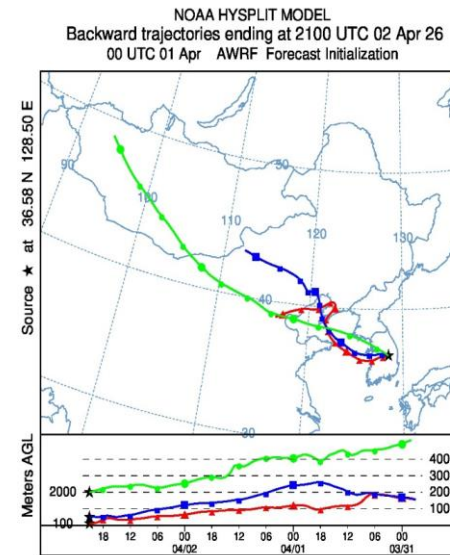 NOAA HYSPLIT MODEL
Backward trajectories ending at 2100 UTC 02 Apr 26
00 UTC 01 Apr AWRF Forecast Initialization
Source ★ at 36.58 N 128.50 E
90
100
110
120
130
50
40
30
Meters AGL
2000
100
400
300
200
100
18 12 06 00 18 12 06 00 18 12 06 00
04/02 04/01 03/31